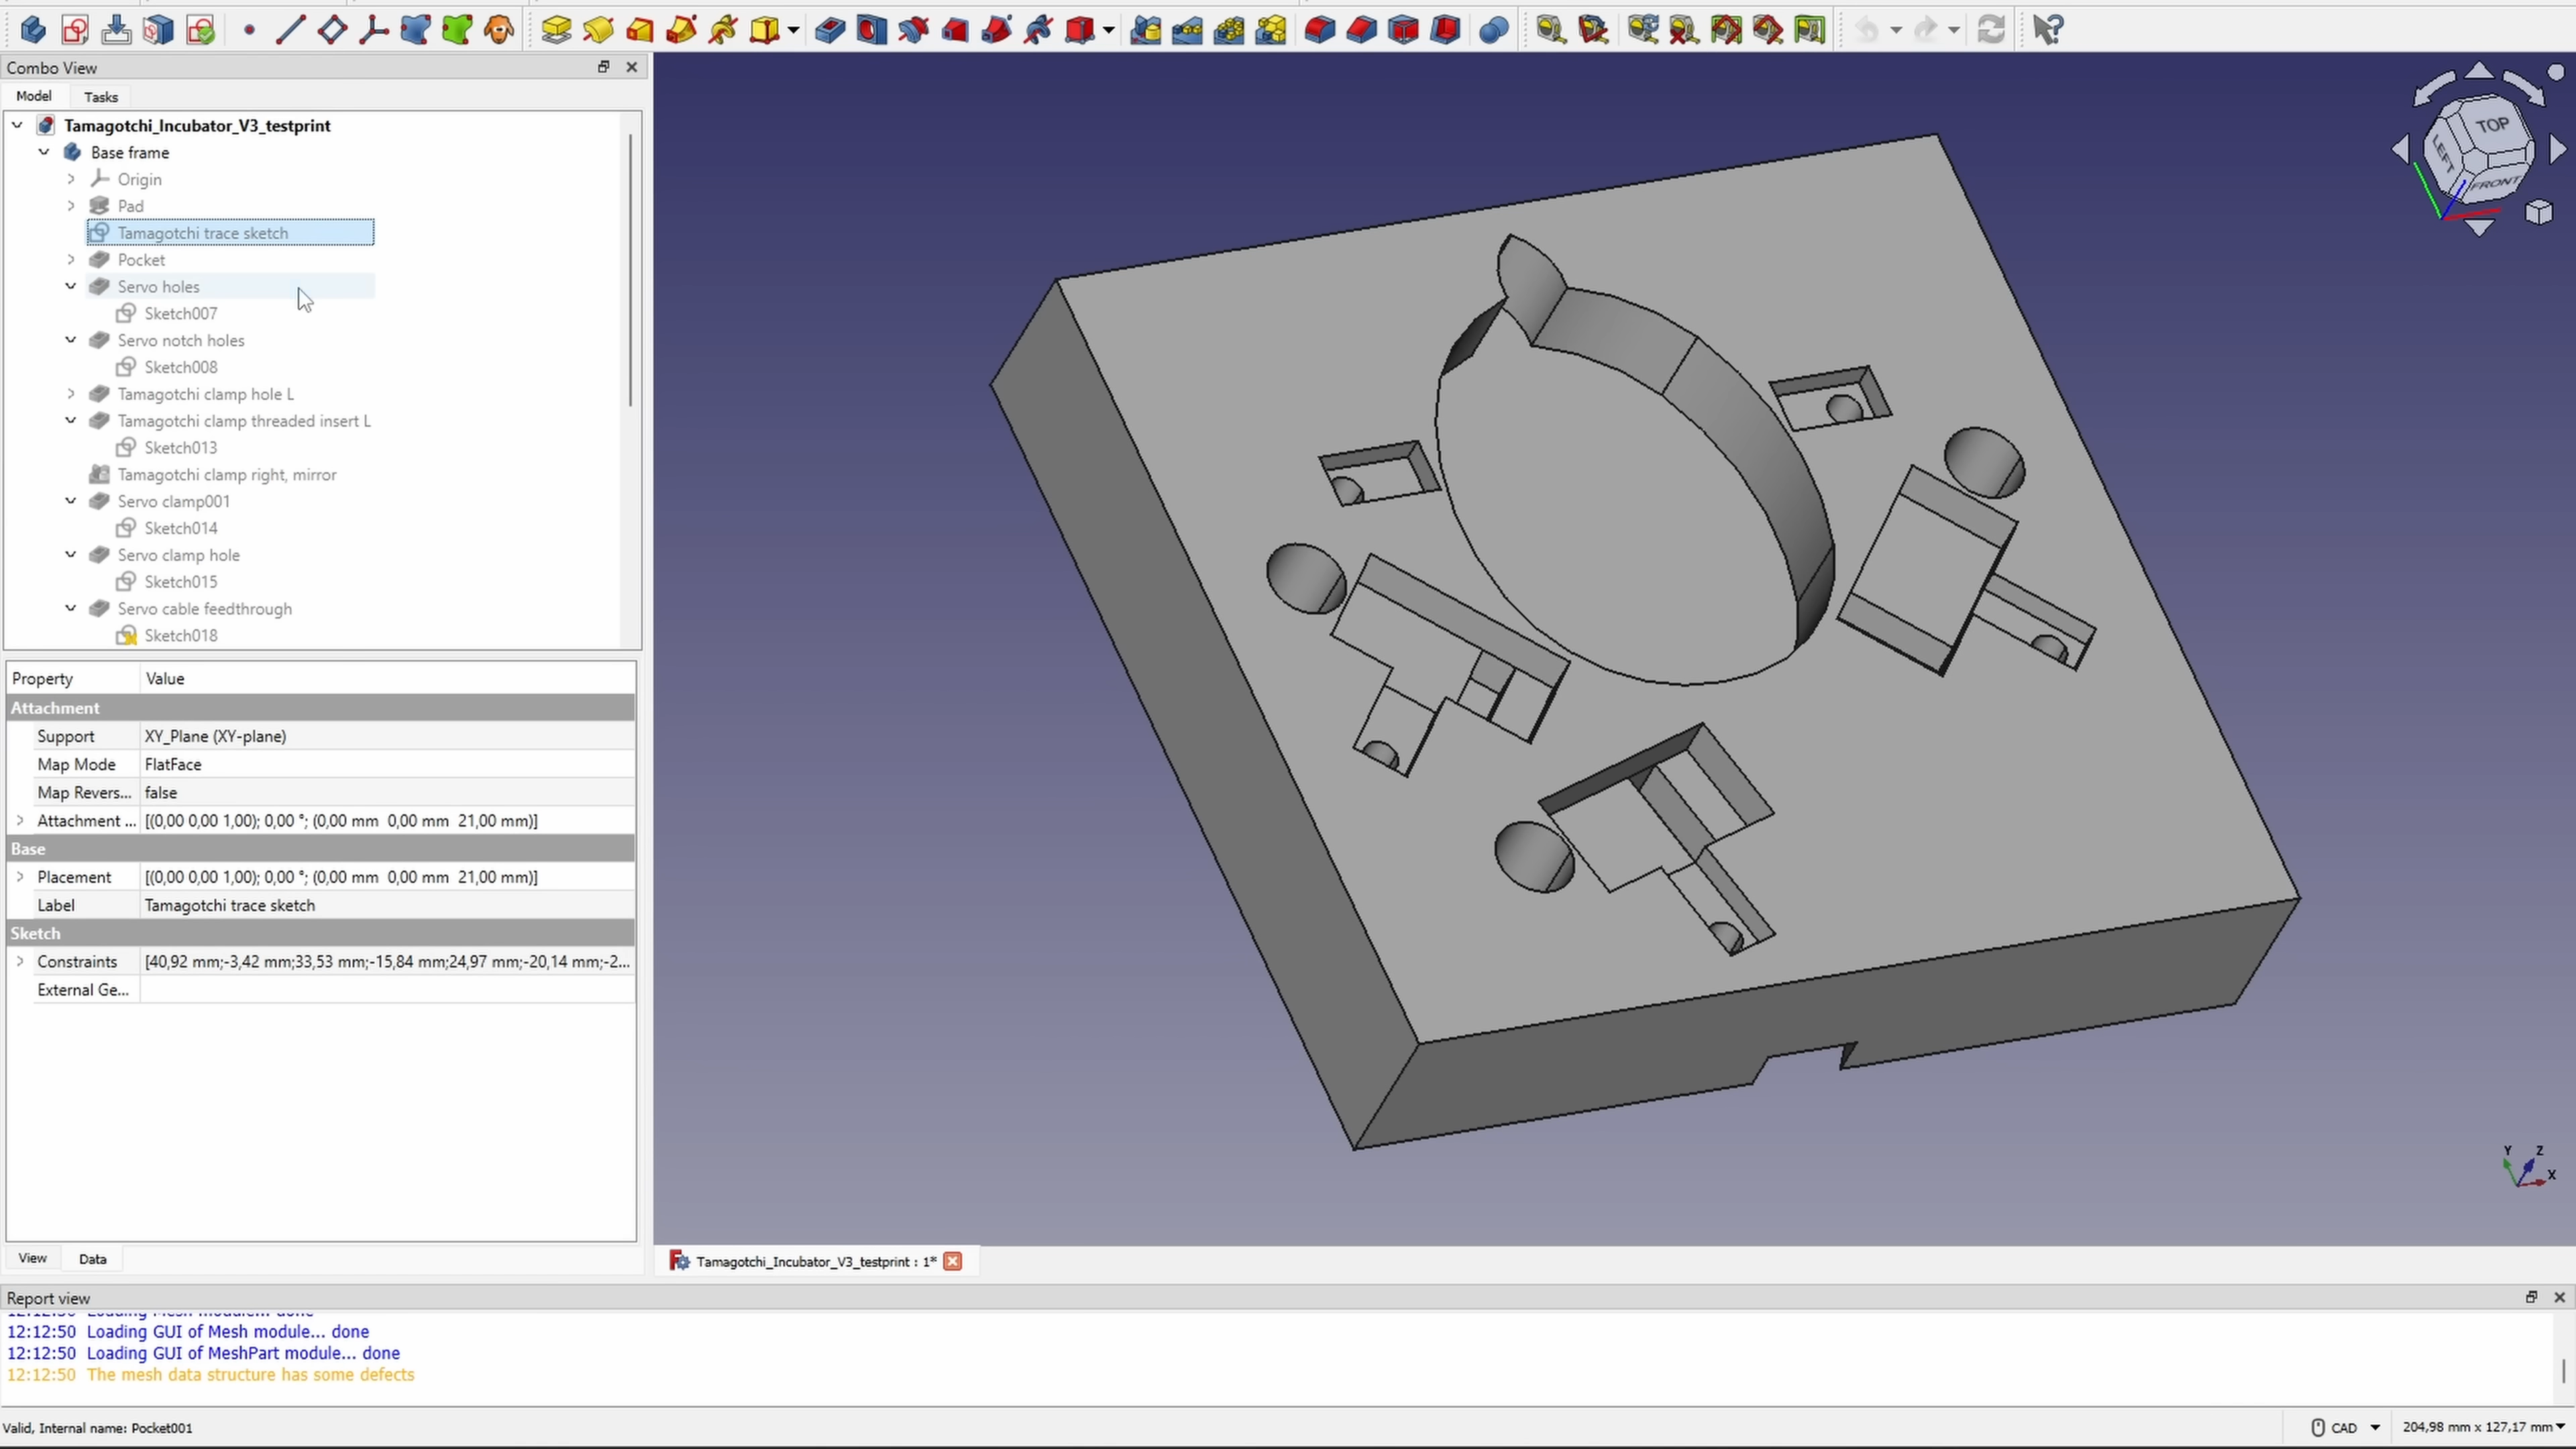 Combo View
Model Tasks
Tamagotchi_Incubator_V3_testprint
Base frame
Origin
Pad
Tamagotchi trace sketch
Pocket
Servo holes
Sketch007
Servo notch holes
Sketch008
Tamagotchi clamp hole L
Tamagotchi clamp threaded insert L
Sketch013
Tamagotchi clamp right, mirror
Servo clamp001
Sketch014
Servo clamp hole
Sketch015
Servo cable feedthrough
Sketch018
Property Value
Attachment
Support XY_Plane (XY-plane)
Map Mode FlatFace
Map Revers... false
Attachment ... [(0,00 0,00 1,00); 0,00 °; (0,00 mm 0,00 mm 21,00 mm)]
Base
Placement [(0,00 0,00 1,00); 0,00 °; (0,00 mm 0,00 mm 21,00 mm)]
Label Tamagotchi trace sketch
Sketch
Constraints [40,92 mm;-3,42 mm;33,53 mm;-15,84 mm;24,97 mm;-20,14 mm;-2...
External Ge...
View Data
TOP
LEFT
FRONT
Y Z X
Tamagotchi_Incubator_V3_testprint : 1*
Report view
12:12:50 Loading Mesh module... done
12:12:50 Loading GUI of Mesh module... done
12:12:50 Loading GUI of MeshPart module... done
12:12:50 The mesh data structure has some defects
Valid, Internal name: Pocket001
CAD
204,98 mm x 127,17 mm